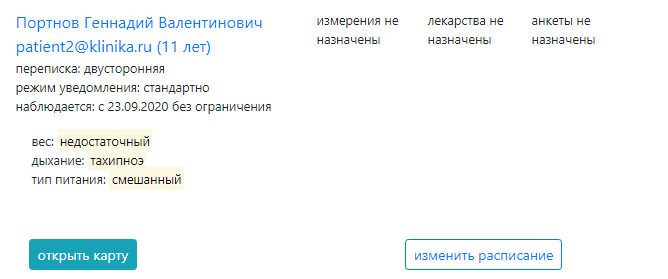 Портнов Геннадий Валентинович
patient2@klinika.ru (11 лет)
переписка: двусторонняя
режим уведомления: стандартно
наблюдается: с 23.09.2020 без ограничения
вес: недостаточный
дыхание: тахипноэ
тип питания: смешанный
измерения не
назначены
лекарства не
назначены
анкеты не
назначены
открыть карту
изменить расписание